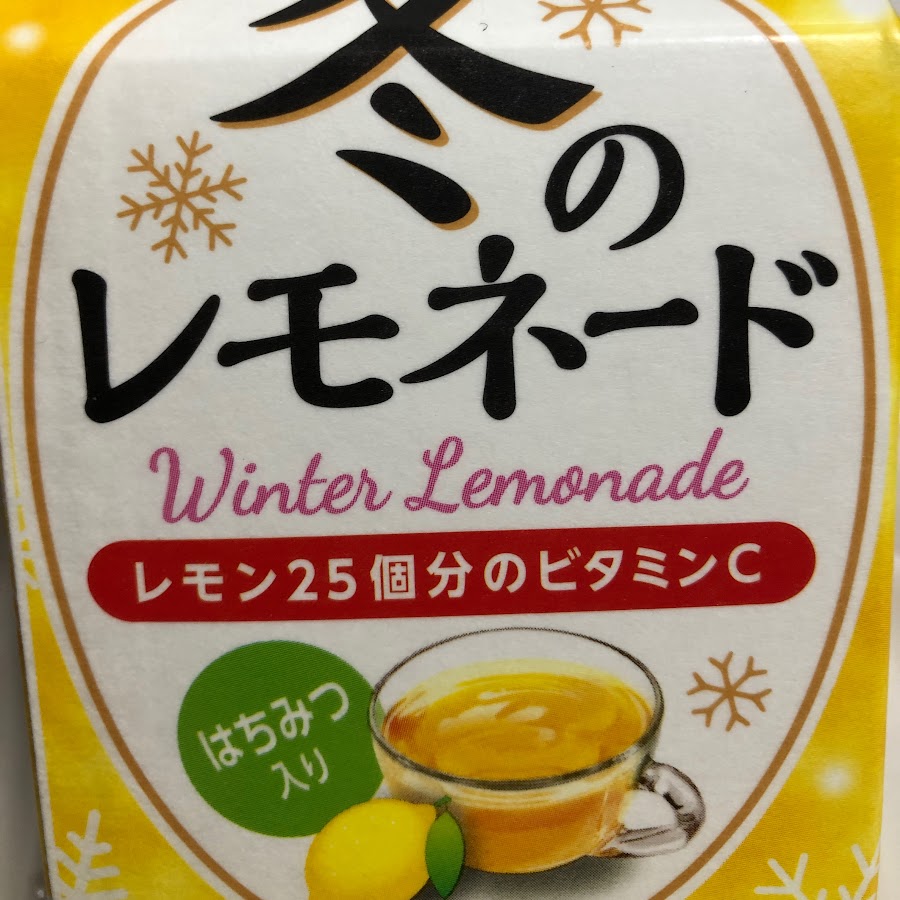 冬の
レモネード
Winter Lemonade
レモン25個分のビタミンC
はちみつ
入り